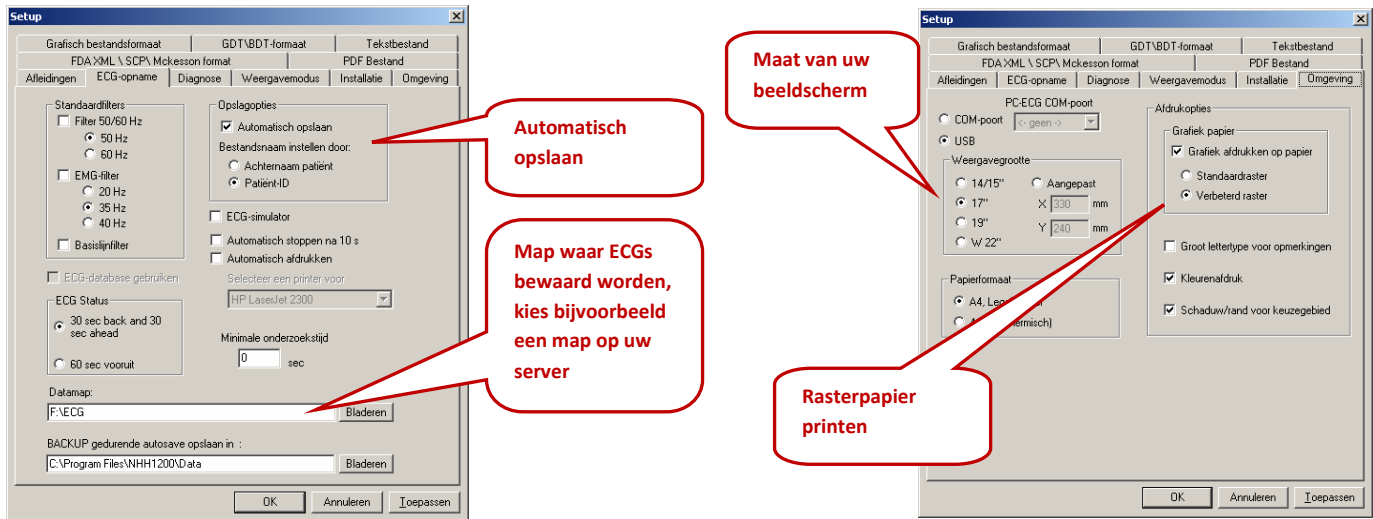 Setup
Grafisch bestandsformaat
GDT\BDT-formaat
Tekstbestand
FDA XML \ SCP\ Mckesson format
PDF Bestand
Afleidingen
ECG-opname
Diagnose
Weergavemodus
Installatie
Omgeving
Standaardfilters
Filter 50/60 Hz
50 Hz
60 Hz
EMG-filter
20 Hz
35 Hz
40 Hz
Basislijnfilter
ECG-database gebruiken
ECG Status
30 sec back and 30
sec ahead
60 sec vooruit
Opslagopties
Automatisch opslaan
Bestandsnaam instellen
door:
Achternaam patiënt
Patiënt-ID
ECG-simulator
Automatisch stoppen na 10 s
Automatisch afdrukken
Selecteer een printer voor
HP LaserJet 2300
Minimale onderzoekstijd
0 sec
Datamap:
F:\ECG
Bladeren
BACKUP gedurende autosave opslaan in :
C:\Program Files\NHH1200\Data
Bladeren
OK
Annuleren
Toepassen
Automatisch
opslaan
Map waar ECGs
bewaard worden,
kies bijvoorbeeld
een map op uw
server
Maat van uw
beeldscherm
Rasterpapier
printen
Setup
Grafisch bestandsformaat
GDT\BDT-formaat
Tekstbestand
FDA XML \ SCP\ Mckesson format
PDF Bestand
Afleidingen
ECG-opname
Diagnose
Weergavemodus
Installatie
Omgeving
PC-ECG COM-poort
COM-poort
<- geen ->
USB
Weergavegrootte
14/15"
17"
19"
W 22"
Aangepast
X 330 mm
Y 240 mm
Papierformaat
A4,
Afdrukopties
Grafiek papier
Grafiek afdrukken op papier
Standaardraster
Verbeterd raster
Groot lettertype voor opmerkingen
Kleurenafdruk
Schaduw/rand voor keuzegebied
OK
Annuleren
Toepassen